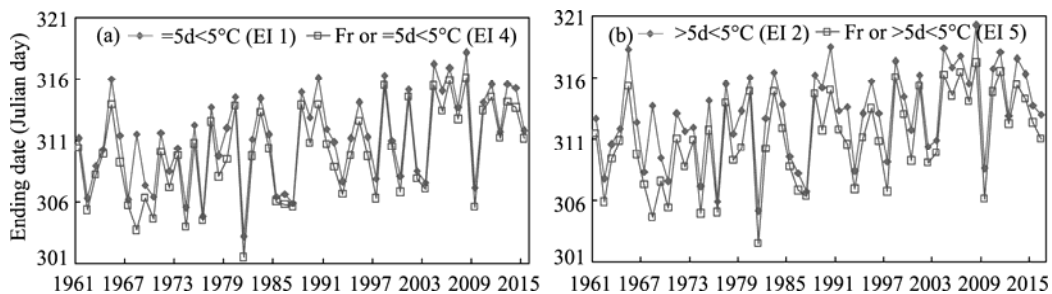 Ending date (Julian day)
321
316
311
306
301
(a) =5d<5°C (EI 1) Fr or =5d<5°C (EI 4)
1961 1967 1973 1979 1985 1991 1997 2003 2009 2015
321
316
311
306
301
(b) >5d<5°C (EI 2) Fr or >5d<5°C (EI 5)
1961 1967 1973 1979 1985 1991 1997 2003 2009 2015